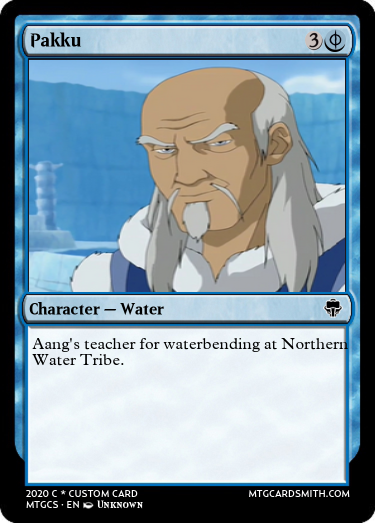 Pakku 3
Character — Water
Aang's teacher for waterbending at Northern
Water Tribe.
2020 C * CUSTOM CARD MTGCARDSMITH.COM
MTGCS · EN Unknown